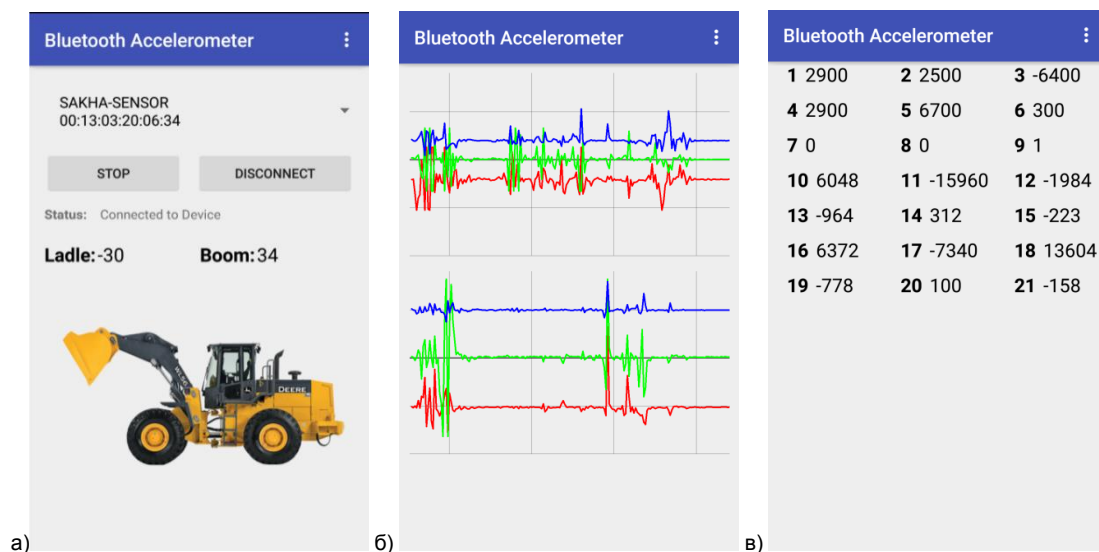 Bluetooth Accelerometer
SAKHA-SENSOR
00:13:03:20:06:34
STOP DISCONNECT
Status: Connected to Device
Ladle:-30 Boom:34
DEERE
а)
Bluetooth Accelerometer
б)
Bluetooth Accelerometer
1 2900 2 2500 3 -6400
4 2900 5 6700 6 300
7 0 8 0 9 1
10 6048 11 -15960 12 -1984
13 -964 14 312 15 -223
16 6372 17 -7340 18 13604
19 -778 20 100 21 -158
в)